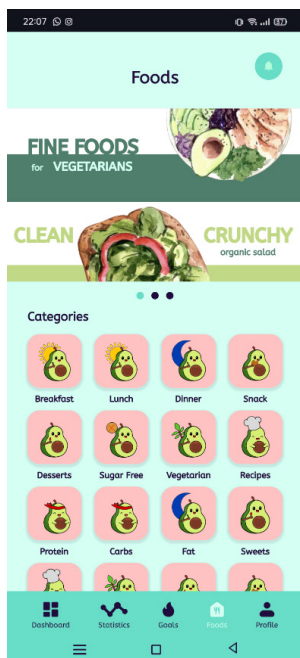 22:07
Foods
FINE FOODS
for VEGETARIANS
CLEAN CRUNCHY
organic salad
Categories
Breakfast Lunch Dinner Snack
Desserts Sugar Free Vegetarian Recipes
Protein Carbs Fat Sweets
Dashboard Statistics Goals Foods Profile